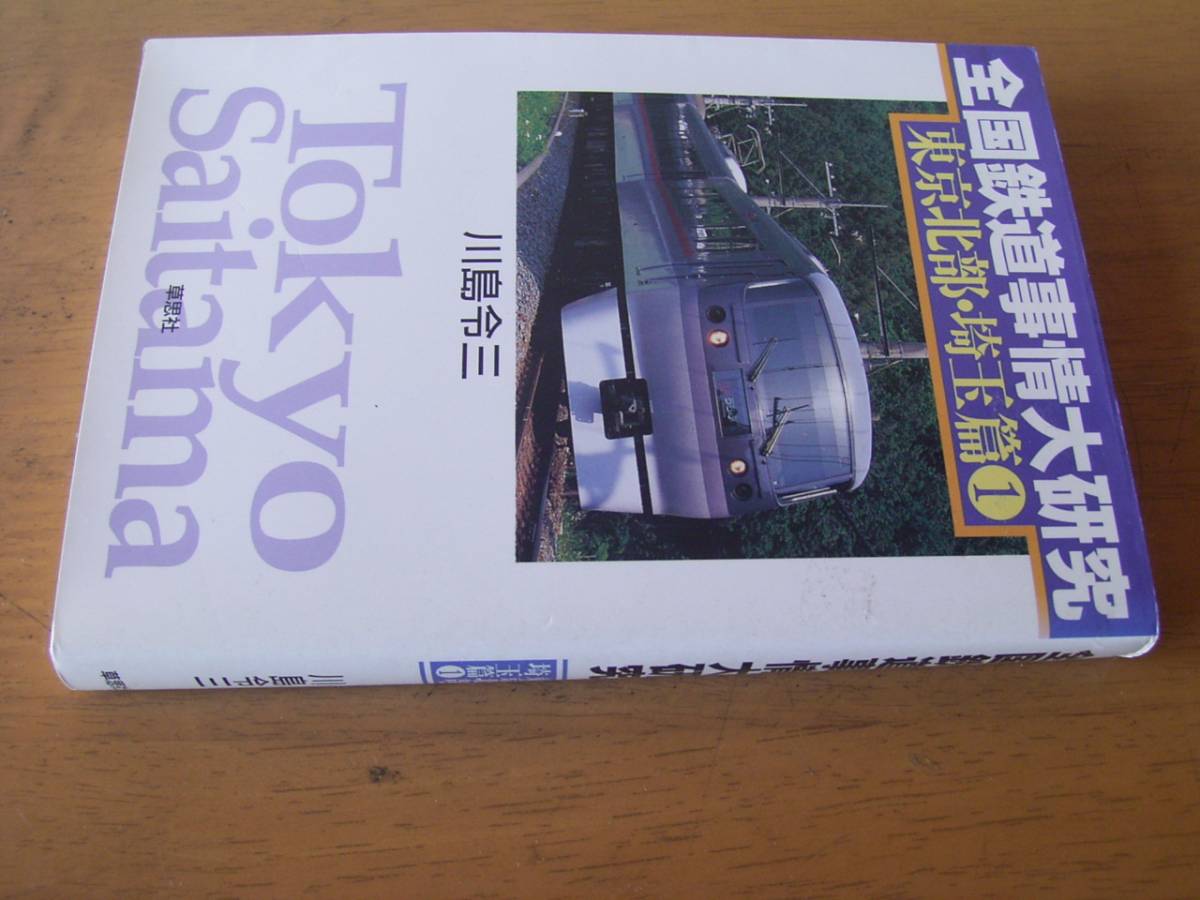 全国鉄道事情大研究
東京北部・埼玉篇①
川島令三
Tokyo
Saitama
草思社
全国鉄道事情大研究
埼玉篇①
川島令三